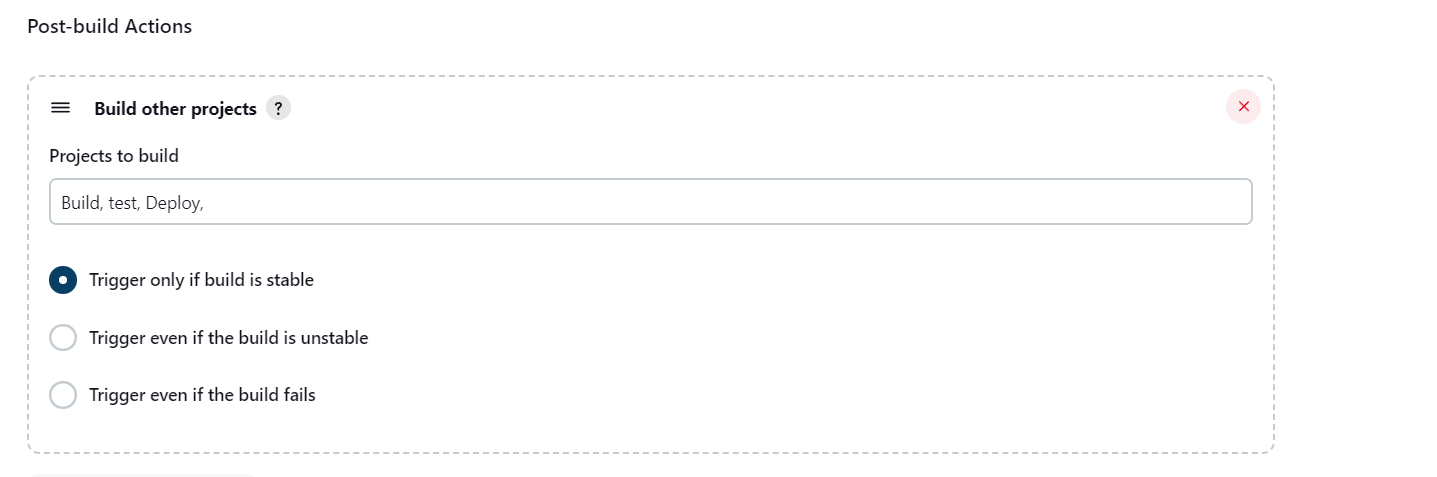 Post-build Actions
Build other projects ?
Projects to build
Build, test, Deploy,
Trigger only if build is stable
Trigger even if the build is unstable
Trigger even if the build fails